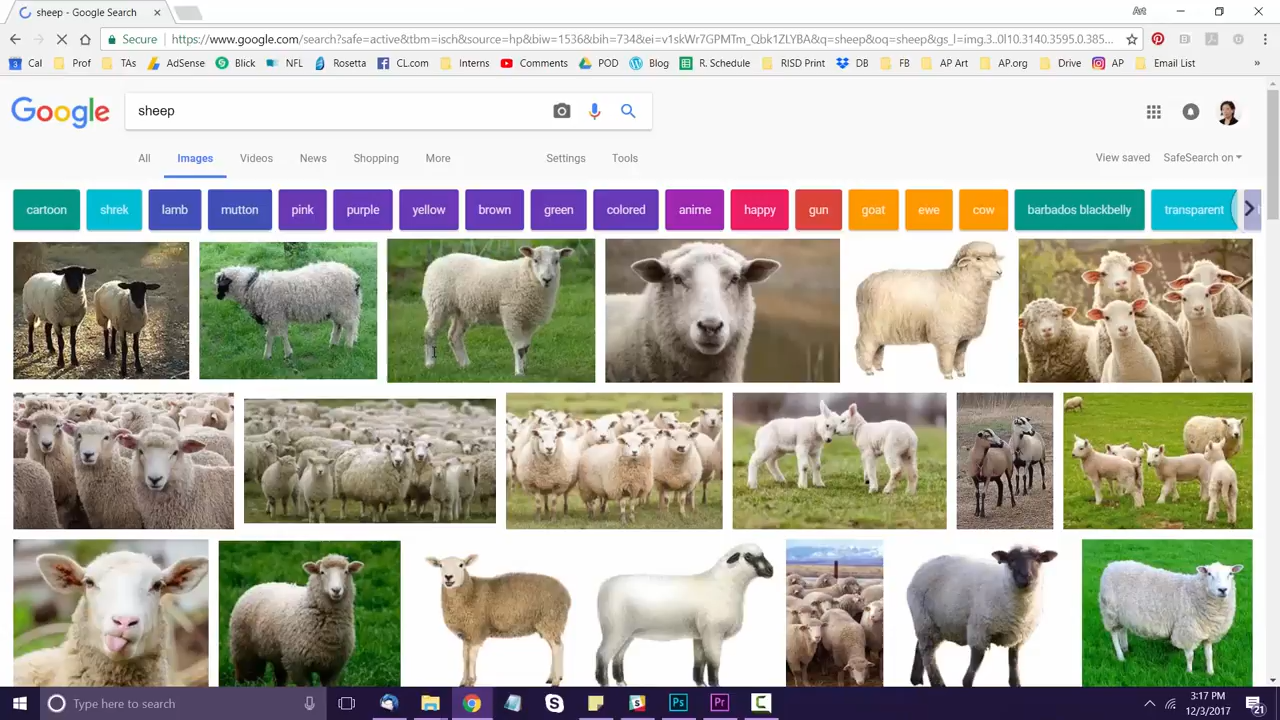 sheep - Google Search
Art
Secure https://www.google.com/search?safe=active&tbm=isch&source=hp&biw=1536&bih=734&ei=v1skWr7GPMTm_Qbk1ZLYBA&q=sheep&oq=sheep&gs_l=img.3..0l10.3140.3595.0.385...
Cal Prof TAs AdSense Blick NFL Rosetta CL.com Interns Comments POD Blog R. Schedule RISD Print DB FB AP Art AP.org Drive AP Email List »
Google sheep
All Images Videos News Shopping More Settings Tools View saved SafeSearch on
cartoon shrek lamb mutton pink purple yellow brown green colored anime happy gun goat ewe cow barbados blackbelly transparent
Type here to search Ps Pr 3:17 PM
12/3/2017 21